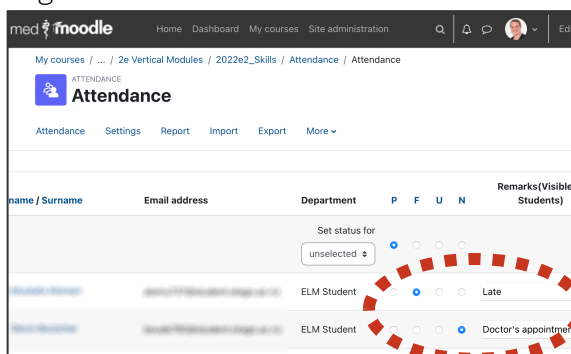 med moodle Home Dashboard My courses Site administration Ed
My courses / ... / 2e Vertical Modules / 2022e2_Skills / Attendance / Attendance
ATTENDANCE
Attendance
Attendance Settings Report Import Export More
name / Surname Email address Department P F U N Remarks(Visible
Students)
Set status for
unselected
ELM Student Late
ELM Student Doctor's appointmen